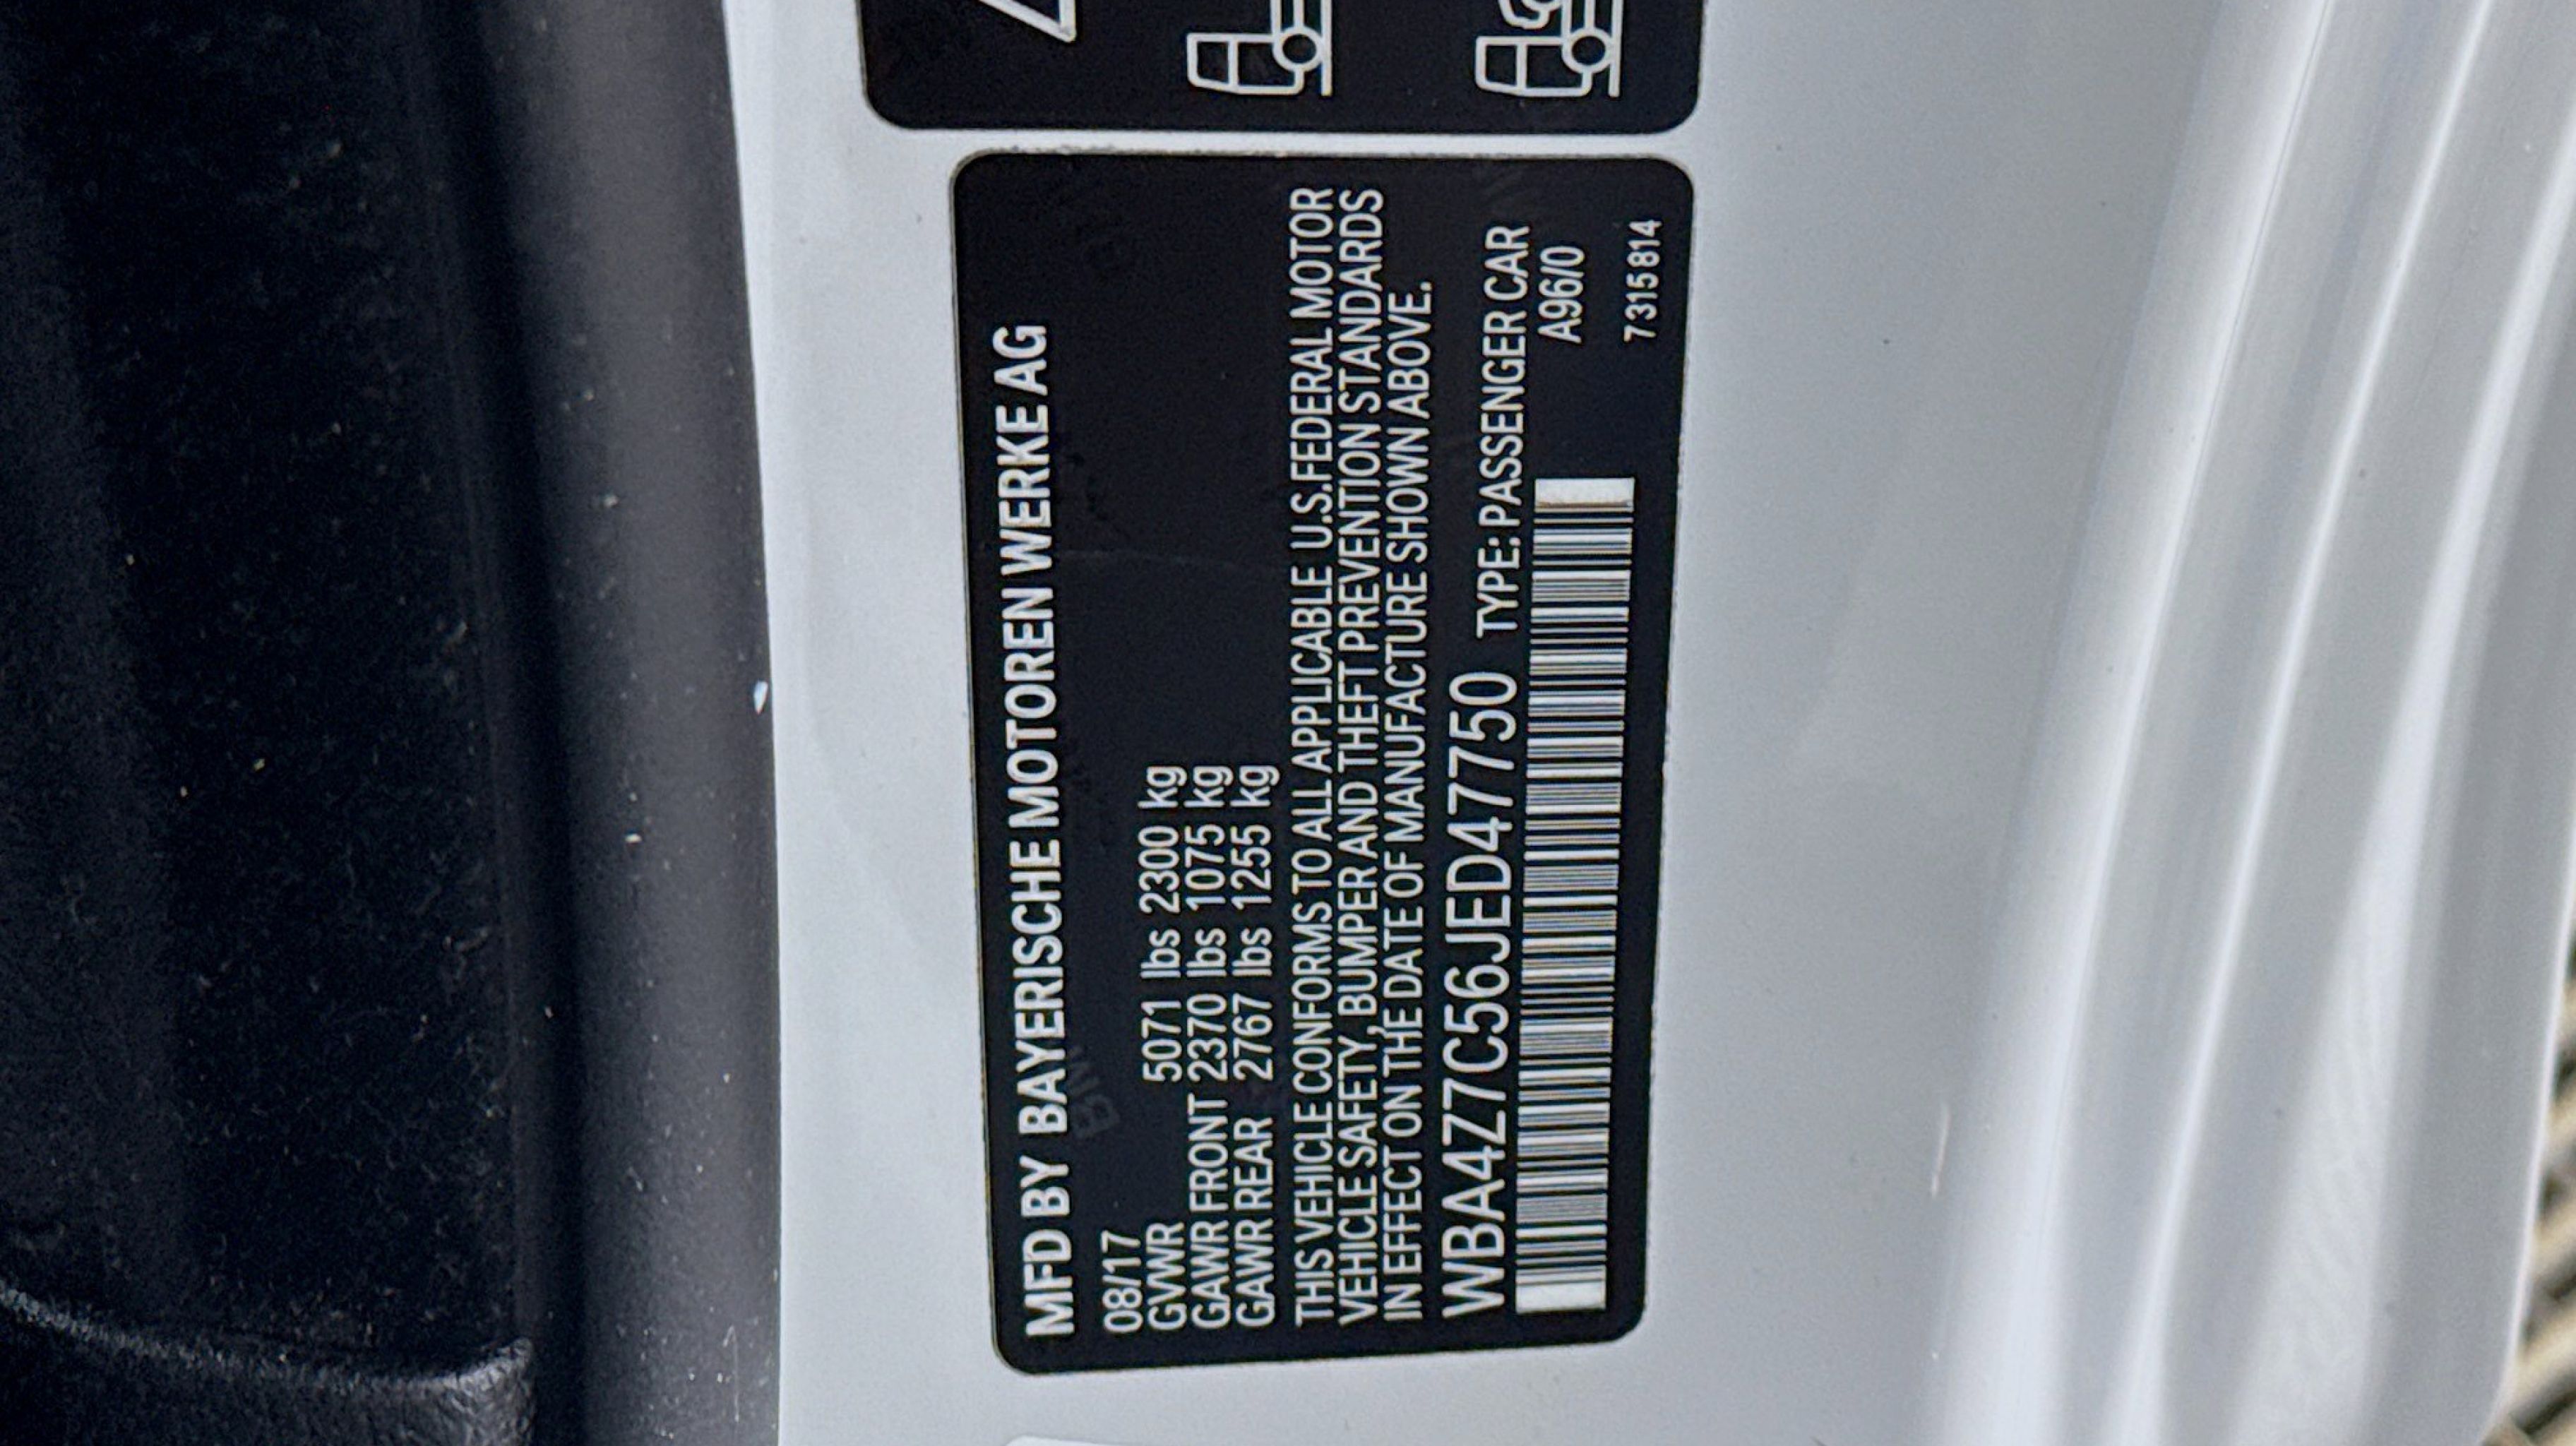 MFD BY BAYERISCHE MOTOREN WERKE AG
08/17
GVWR 5071 lbs 2300 kg
GAWR FRONT 2370 lbs 1075 kg
GAWR REAR 2767 lbs 1255 kg
THIS VEHICLE CONFORMS TO ALL APPLICABLE U.S.FEDERAL MOTOR
VEHICLE SAFETY, BUMPER AND THEFT PREVENTION STANDARDS
IN EFFECT ON THE DATE OF MANUFACTURE SHOWN ABOVE.
WBA4Z7C56JED47750 TYPE: PASSENGER CAR
A96/0
7315814